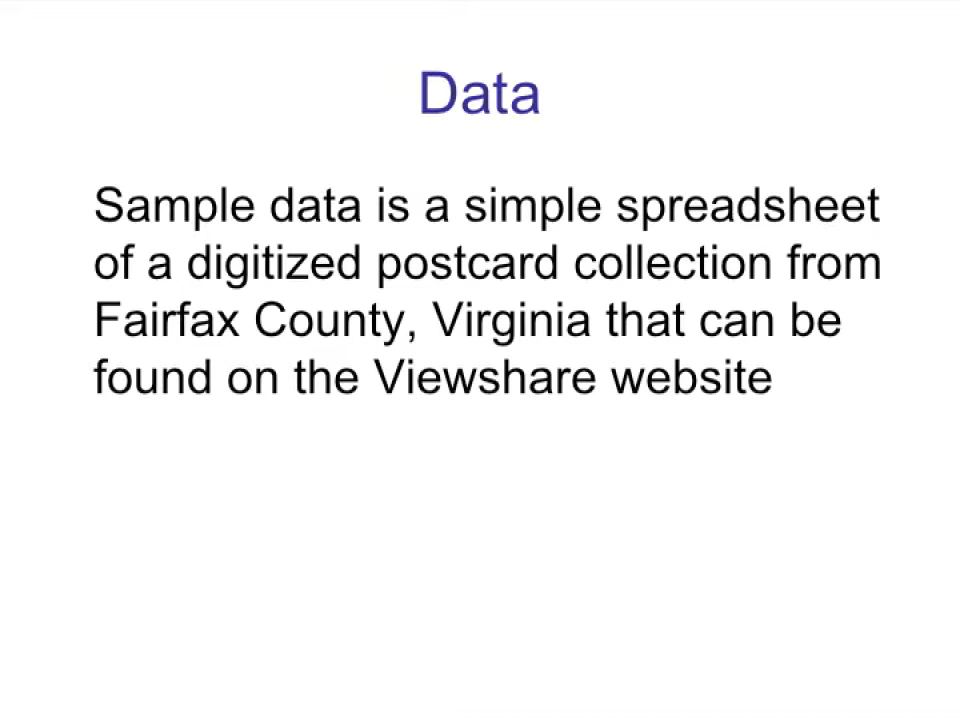 Data
Sample data is a simple spreadsheet
of a digitized postcard collection from
Fairfax County, Virginia that can be
found on the Viewshare website